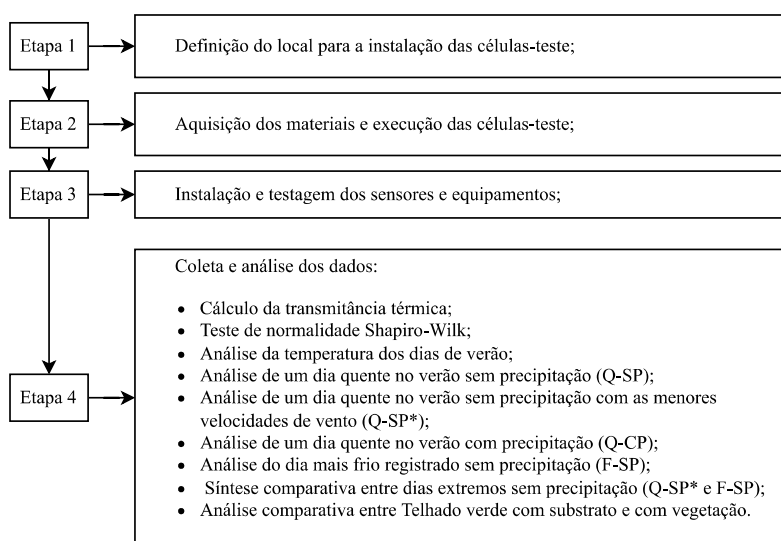 Etapa 1
Definição do local para a instalação das células-teste;
Etapa 2
Aquisição dos materiais e execução das células-teste;
Etapa 3
Instalação e testagem dos sensores e equipamentos;
Etapa 4
Coleta e análise dos dados:
• Cálculo da transmitância térmica;
• Teste de normalidade Shapiro-Wilk;
• Análise da temperatura dos dias de verão;
• Análise de um dia quente no verão sem precipitação (Q-SP);
• Análise de um dia quente no verão sem precipitação com as menores
velocidades de vento (Q-SP*);
• Análise de um dia quente no verão com precipitação (Q-CP);
• Análise do dia mais frio registrado sem precipitação (F-SP);
• Síntese comparativa entre dias extremos sem precipitação (Q-SP* e F-SP);
• Análise comparativa entre Telhado verde com substrato e com vegetação.